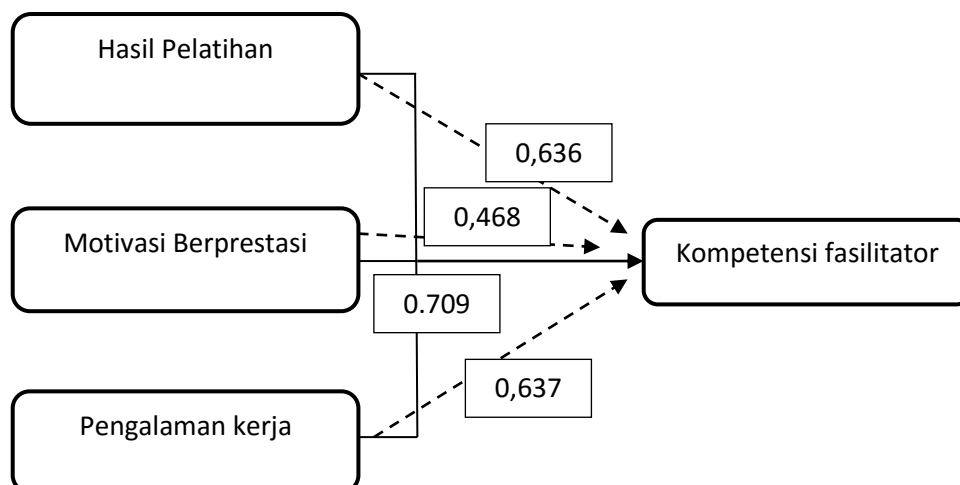 Hasil Pelatihan
0,636
0,468
Motivasi Berprestasi
Kompetensi fasilitator
0.709
0,637
Pengalaman kerja